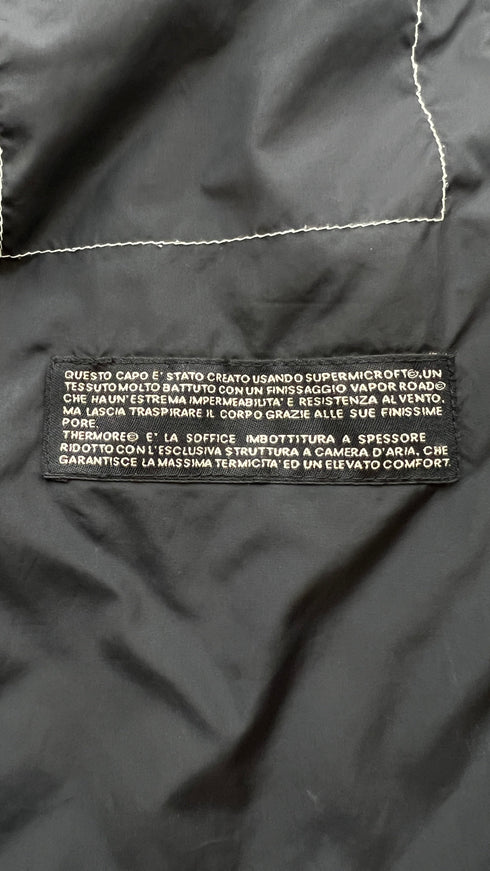 QUESTO CAPO E' STATO CREATO USANDO SUPERMICROFT©,UN
TESSUTO MOLTO BATTUTO CON UN FINISSAGGIO VAPOR ROAD©
CHE HA UN'ESTREMA IMPERMEABILITA' E RESISTENZA AL VENTO.
MA LASCIA TRASPIRARE IL CORPO GRAZIE ALLE SUE FINISSIME
PORE.
THERMORE© E' LA SOFFICE IMBOTTITURA A SPESSORE
RIDOTTO CON L'ESCLUSIVA STRUTTURA A CAMERA D'ARIA, CHE
GARANTISCE LA MASSIMA TERMICITA' ED UN ELEVATO COMFORT.